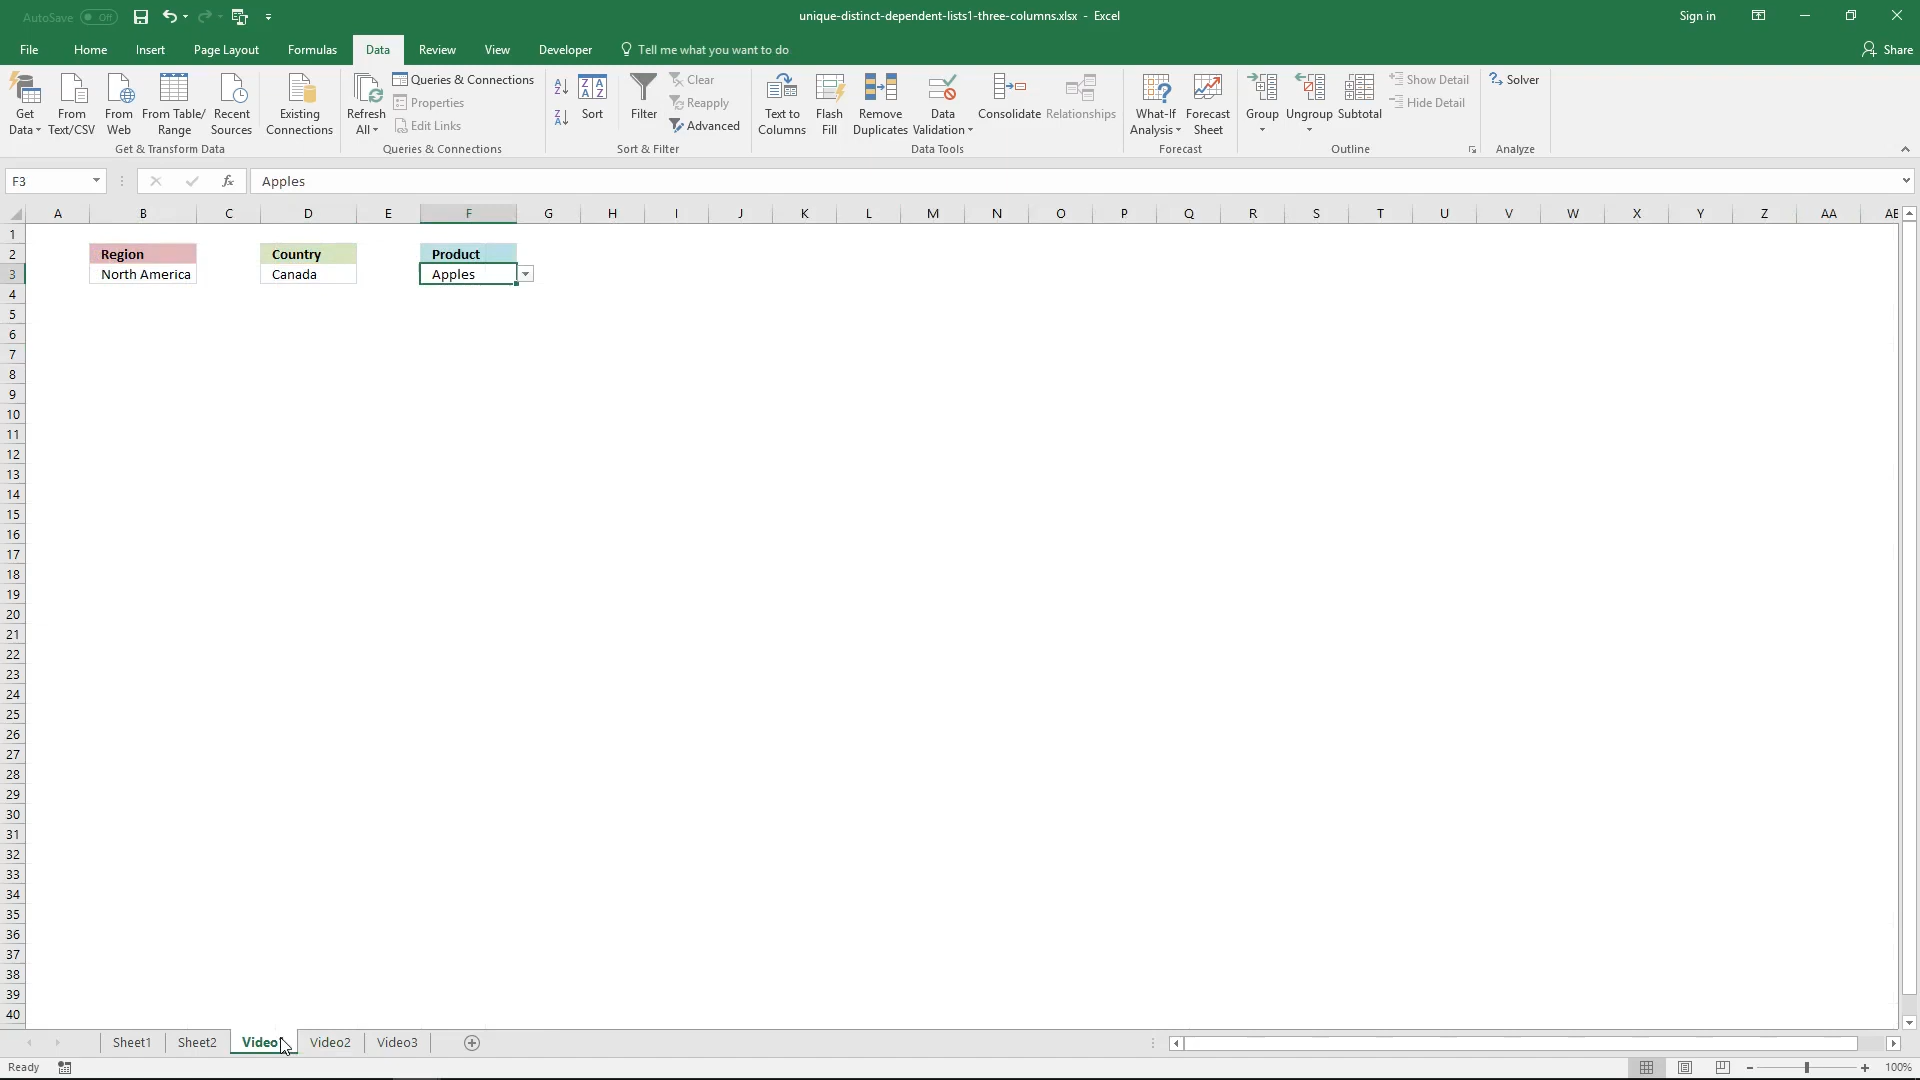 AutoSave Off
unique-distinct-dependent-lists1-three-columns.xlsx - Excel
Sign in
File Home Insert Page Layout Formulas Data Review View Developer Tell me what you want to do Share
Get Data
From Text/CSV
From Web
From Table/ Range
Recent Sources
Existing Connections
Get & Transform Data
Refresh All
Queries & Connections
Properties
Edit Links
Queries & Connections
Sort
Filter
Clear
Reapply
Advanced
Sort & Filter
Text to Columns
Flash Fill
Remove Duplicates
Data Validation
Consolidate
Relationships
Data Tools
What-If Analysis
Forecast Sheet
Forecast
Group
Ungroup
Subtotal
Show Detail
Hide Detail
Outline
Solver
Analyze
F3 fx Apples
A B C D E F G H I J K L M N O P Q R S T U V W X Y Z AA AE
1
2 Region Country Product
3 North America Canada Apples
4
5
6
7
8
9
10
11
12
13
14
15
16
17
18
19
20
21
22
23
24
25
26
27
28
29
30
31
32
33
34
35
36
37
38
39
40
Sheet1 Sheet2 Video Video2 Video3
Ready 100%